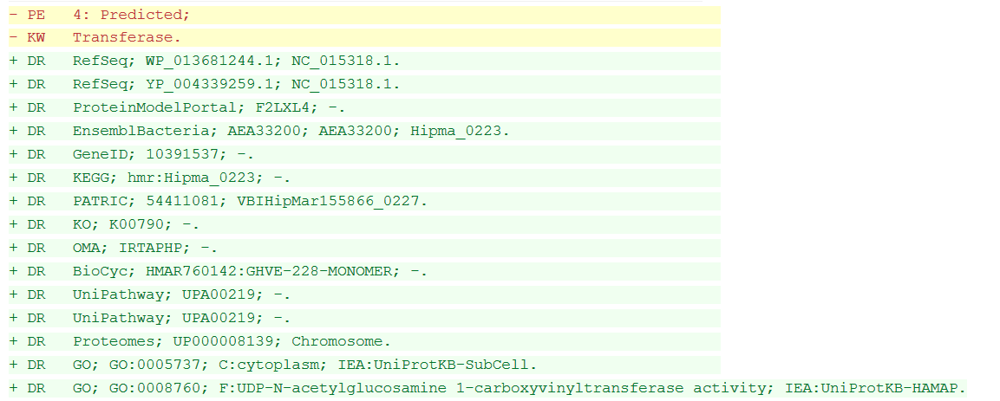 - PE   4: Predicted;
- KW   Transferase.
+ DR   RefSeq; WP_013681244.1; NC_015318.1.
+ DR   RefSeq; YP_004339259.1; NC_015318.1.
+ DR   ProteinModelPortal; F2LXL4; -.
+ DR   EnsemblBacteria; AEA33200; AEA33200; Hipma_0223.
+ DR   GeneID; 10391537; -.
+ DR   KEGG; hmr:Hipma_0223; -.
+ DR   PATRIC; 54411081; VBIHipMar155866_0227.
+ DR   KO; K00790; -.
+ DR   OMA; IRTAPHP; -.
+ DR   BioCyc; HMAR760142:GHVE-228-MONOMER; -.
+ DR   UniPathway; UPA00219; -.
+ DR   UniPathway; UPA00219; -.
+ DR   Proteomes; UP000008139; Chromosome.
+ DR   GO; GO:0005737; C:cytoplasm; IEA:UniProtKB-SubCell.
+ DR   GO; GO:0008760; F:UDP-N-acetylglucosamine 1-carboxyvinyltransferase activity; IEA:UniProtKB-HAMAP.